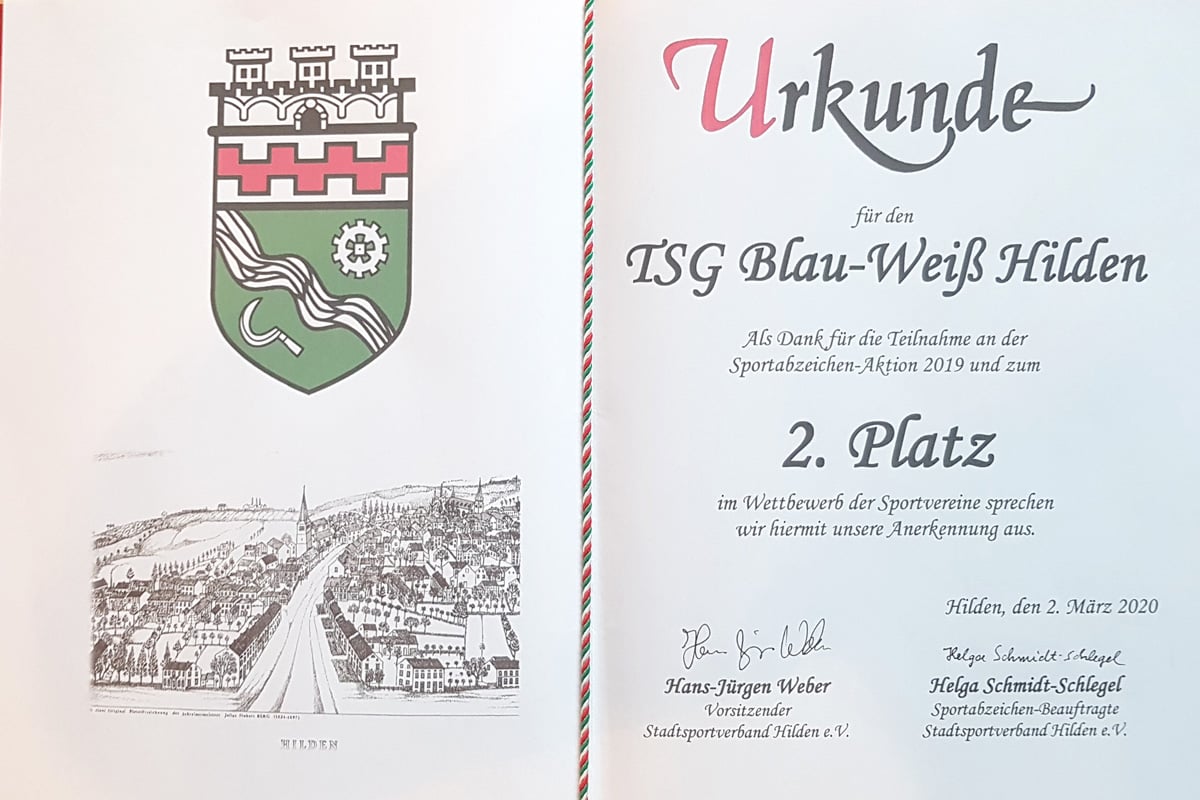 HILDEN
Urkunde
für den
TSG Blau-Weiß Hilden
Als Dank für die Teilnahme an der
Sportabzeichen-Aktion 2019 und zum
2. Platz
im Wettbewerb der Sportvereine sprechen
wir hiermit unsere Anerkennung aus.
Hilden, den 2. März 2020
Helga Schmidt-Schlegel
Hans-Jürgen Weber
Vorsitzender
Stadtsportverband Hilden e.V.
Helga Schmidt-Schlegel
Sportabzeichen-Beauftragte
Stadtsportverband Hilden e.V.